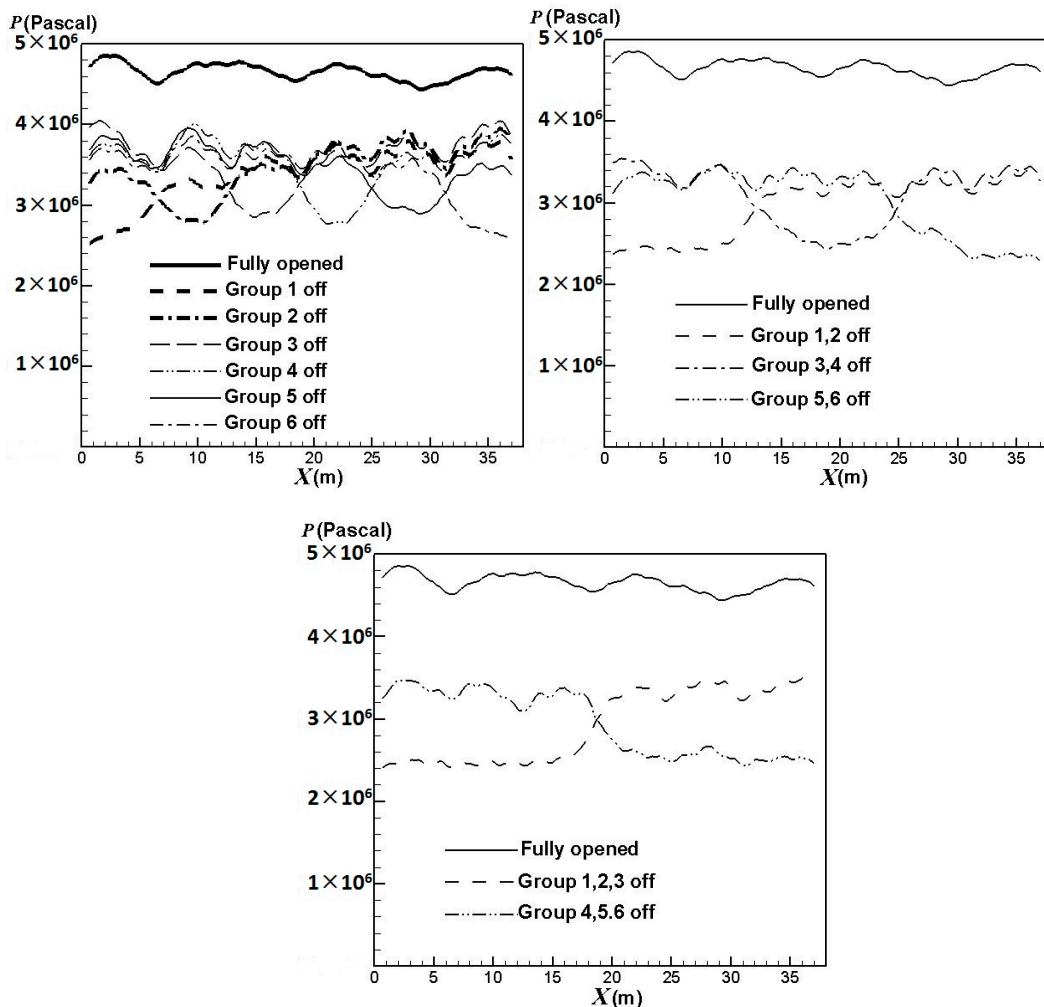 P(Pascal)
5×10⁶
4×10⁶
3×10⁶
2×10⁶
1×10⁶
Fully opened
Group 1 off
Group 2 off
Group 3 off
Group 4 off
Group 5 off
Group 6 off
0 5 10 15 20 25 30 35
X(m)
P(Pascal)
5×10⁶
4×10⁶
3×10⁶
2×10⁶
1×10⁶
Fully opened
Group 1,2 off
Group 3,4 off
Group 5,6 off
0 5 10 15 20 25 30 35
X(m)
P(Pascal)
5×10⁶
4×10⁶
3×10⁶
2×10⁶
1×10⁶
Fully opened
Group 1,2,3 off
Group 4,5.6 off
0 5 10 15 20 25 30 35
X(m)